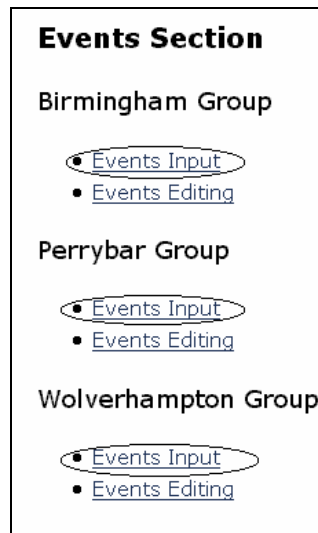 Events Section
Birmingham Group
• Events Input
• Events Editing
Perrybar Group
• Events Input
• Events Editing
Wolverhampton Group
• Events Input
• Events Editing